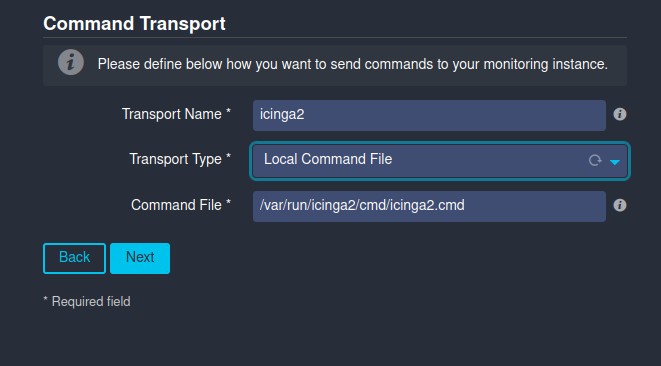 Command Transport
Please define below how you want to send commands to your monitoring instance.
Transport Name * icinga2
Transport Type * Local Command File
Command File * /var/run/icinga2/cmd/icinga2.cmd
Back Next
* Required field